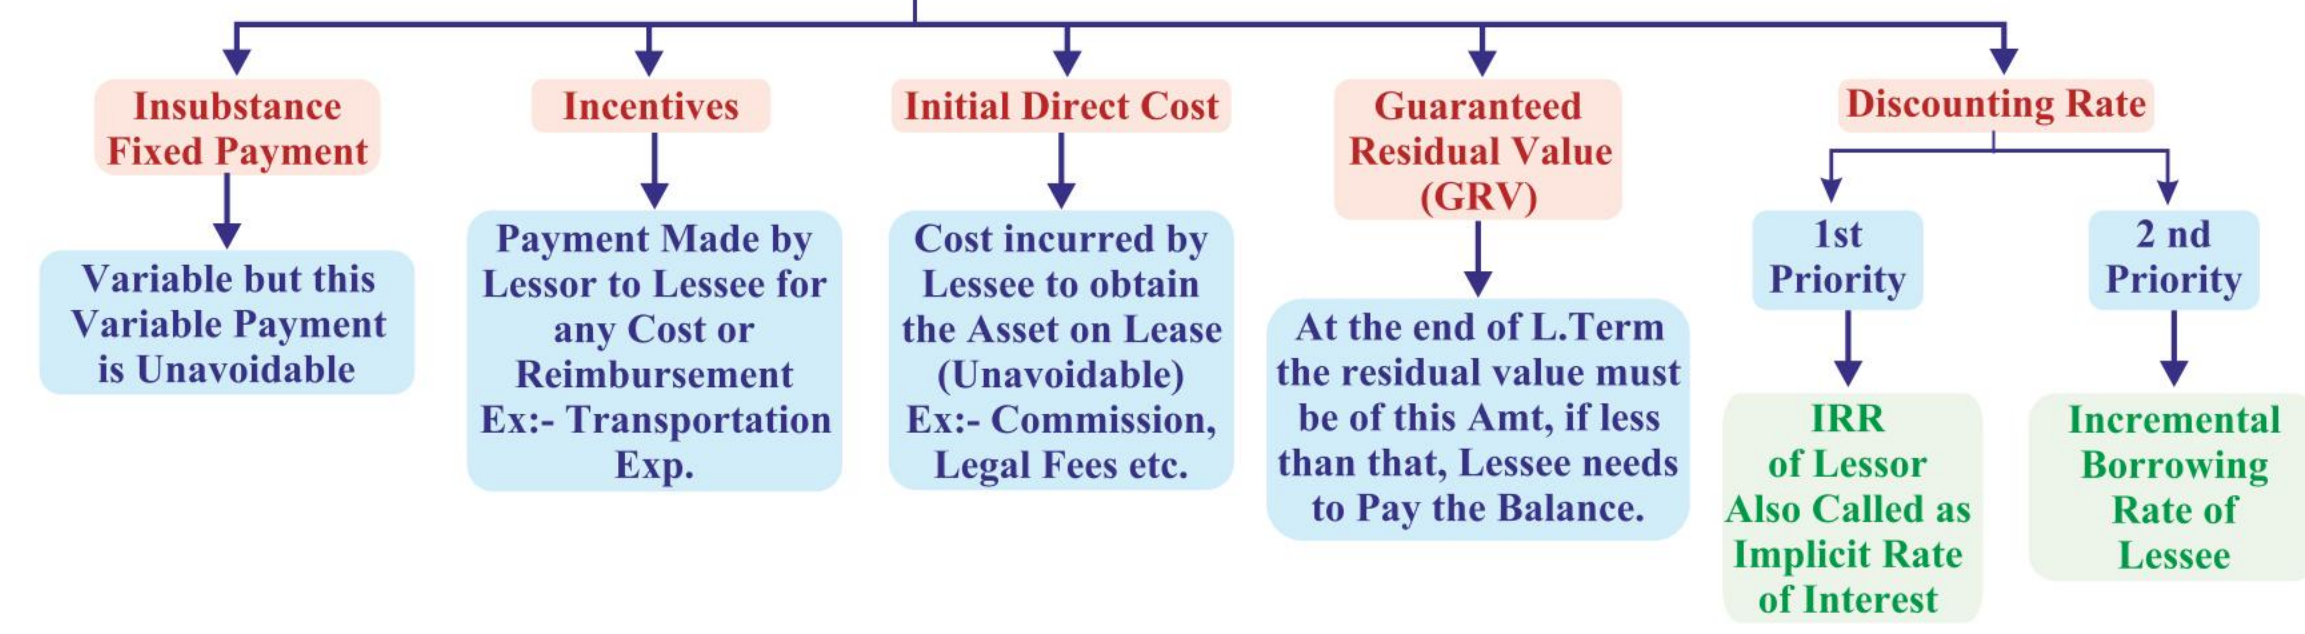 Insubstance
Fixed Payment
Variable but this
Variable Payment
is Unavoidable
Incentives
Payment Made by
Lessor to Lessee for
any Cost or
Reimbursement
Ex:- Transportation
Exp.
Initial Direct Cost
Cost incurred by
Lessee to obtain
the Asset on Lease
(Unavoidable)
Ex:- Commission,
Legal Fees etc.
Guaranteed
Residual Value
(GRV)
At the end of L.Term
the residual value must
be of this Amt, if less
than that, Lessee needs
to Pay the Balance.
Discounting Rate
1st
Priority
IRR
of Lessor
Also Called as
Implicit Rate
of Interest
2 nd
Priority
Incremental
Borrowing
Rate of
Lessee